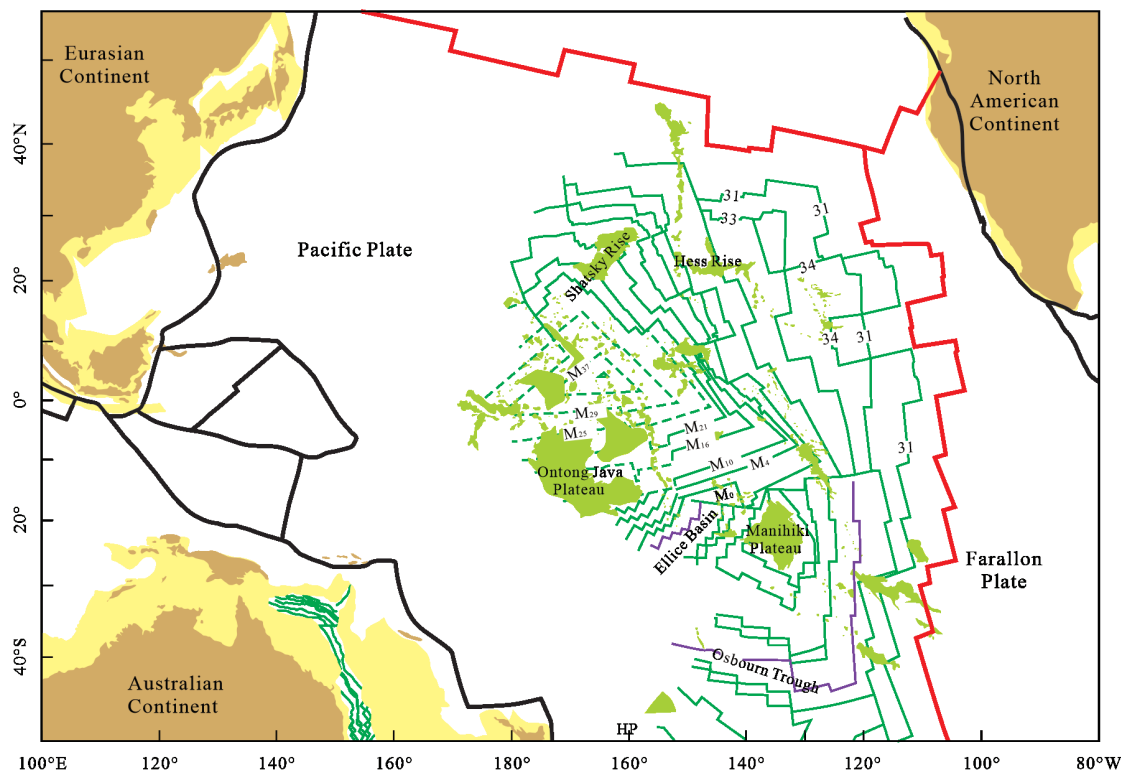 Eurasian
Continent
North
American
Continent
40°N
20°
0°
20°
40°S
Pacific Plate
31
33
31
34
34
31
31
Shatsky Rise
Hess Rise
M37
M29
M25
M21
M16
M10
M4
M0
Ontong Java
Plateau
Ellice Basin
Manihiki
Plateau
Farallon
Plate
Osbourn Trough
Australian
Continent
HP
100°E
120°
140°
160°
180°
160°
140°
120°
100°
80°W